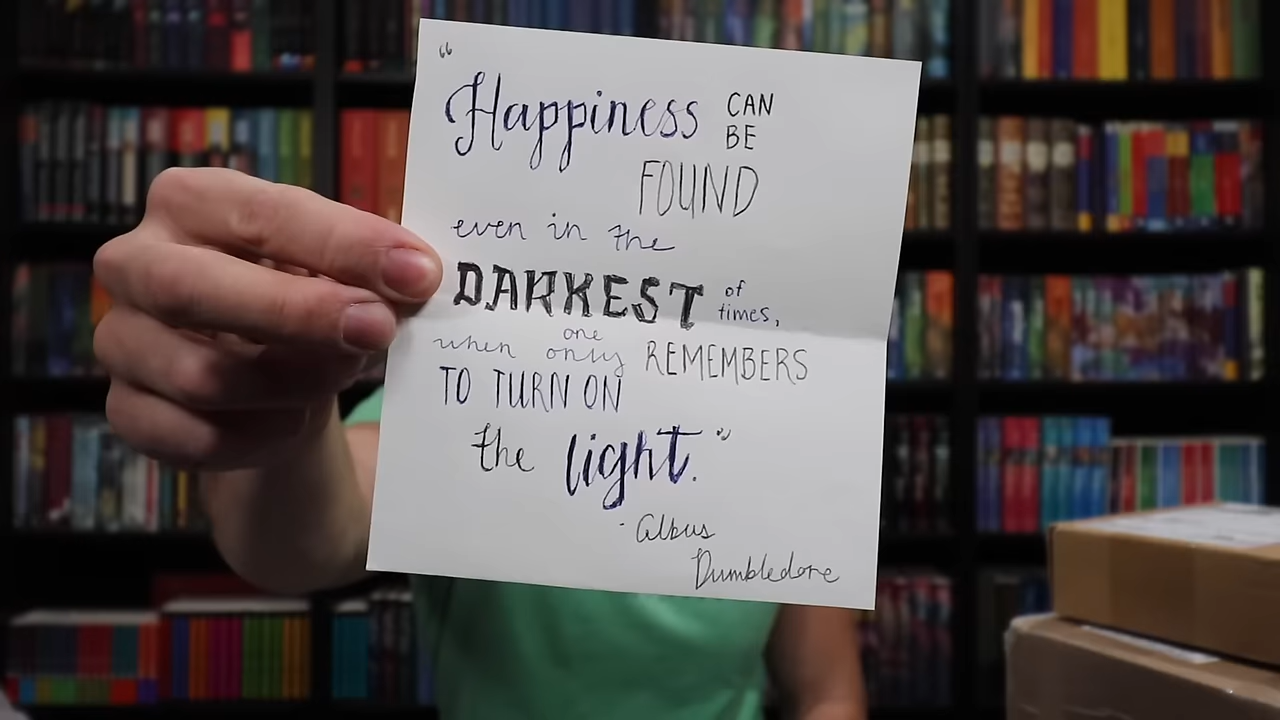 “Happiness CAN
BE
FOUND
even in the
DARKEST of
times,
when one only REMEMBERS
TO TURN ON
the light.”
- Albus
Dumbledore